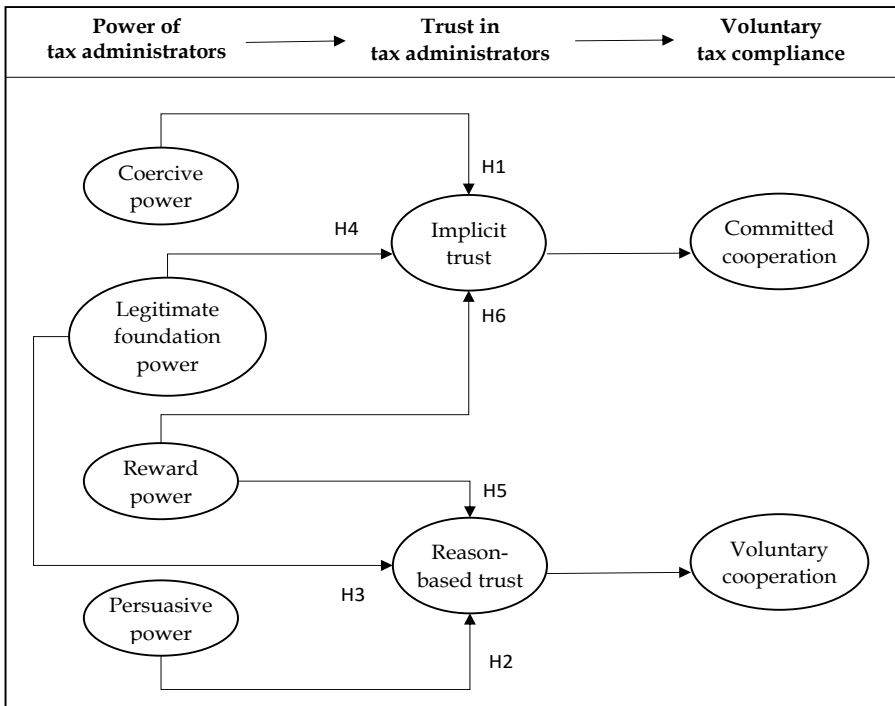 Power of
tax administrators
Trust in
tax administrators
Voluntary
tax compliance
H1
Coercive
power
Implicit
trust
Committed
cooperation
H4
Legitimate
foundation
power
H6
Reward
power
H5
Reason-
based trust
Voluntary
cooperation
H3
Persuasive
power
H2